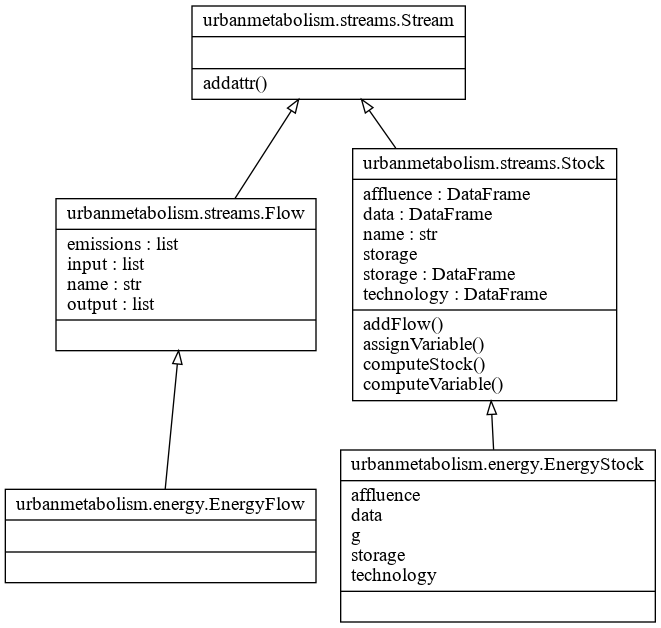 urbanmetabolism.streams.Stream
addattr()
urbanmetabolism.streams.Flow
emissions : list
input : list
name : str
output : list
urbanmetabolism.streams.Stock
affluence : DataFrame
data : DataFrame
name : str
storage
storage : DataFrame
technology : DataFrame
addFlow()
assignVariable()
computeStock()
computeVariable()
urbanmetabolism.energy.EnergyFlow
urbanmetabolism.energy.EnergyStock
affluence
data
g
storage
technology